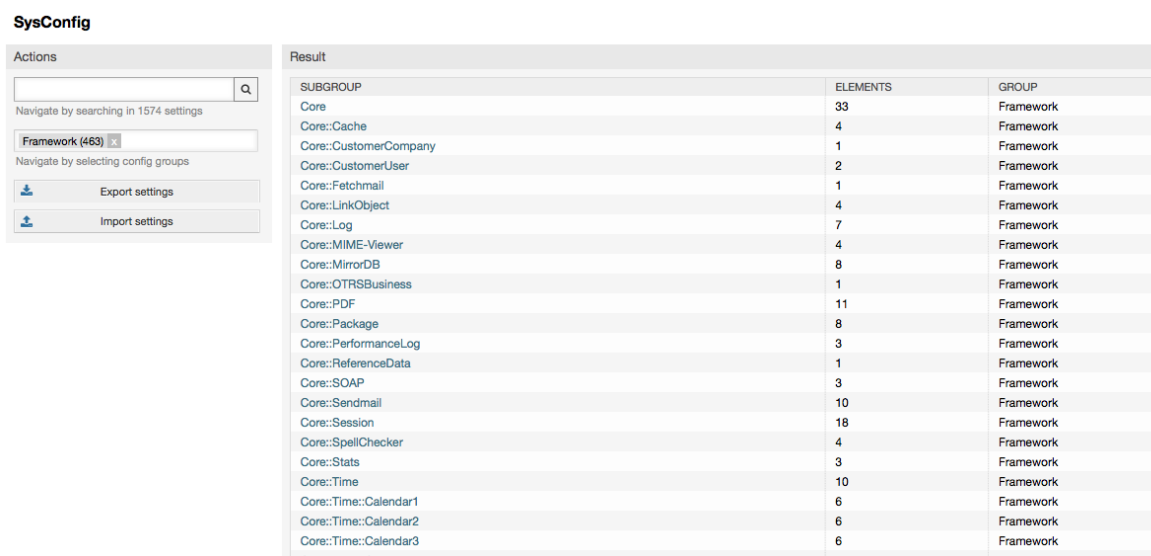 SysConfig
Actions
Navigate by searching in 1574 settings
Framework (463) x
Navigate by selecting config groups
Export settings
Import settings
Result
SUBGROUP ELEMENTS GROUP
Core 33 Framework
Core::Cache 4 Framework
Core::CustomerCompany 1 Framework
Core::CustomerUser 2 Framework
Core::Fetchmail 1 Framework
Core::LinkObject 4 Framework
Core::Log 7 Framework
Core::MIME-Viewer 4 Framework
Core::MirrorDB 8 Framework
Core::OTRSBusiness 1 Framework
Core::PDF 11 Framework
Core::Package 8 Framework
Core::PerformanceLog 3 Framework
Core::ReferenceData 1 Framework
Core::SOAP 3 Framework
Core::Sendmail 10 Framework
Core::Session 18 Framework
Core::SpellChecker 4 Framework
Core::Stats 3 Framework
Core::Time 10 Framework
Core::Time::Calendar1 6 Framework
Core::Time::Calendar2 6 Framework
Core::Time::Calendar3 6 Framework